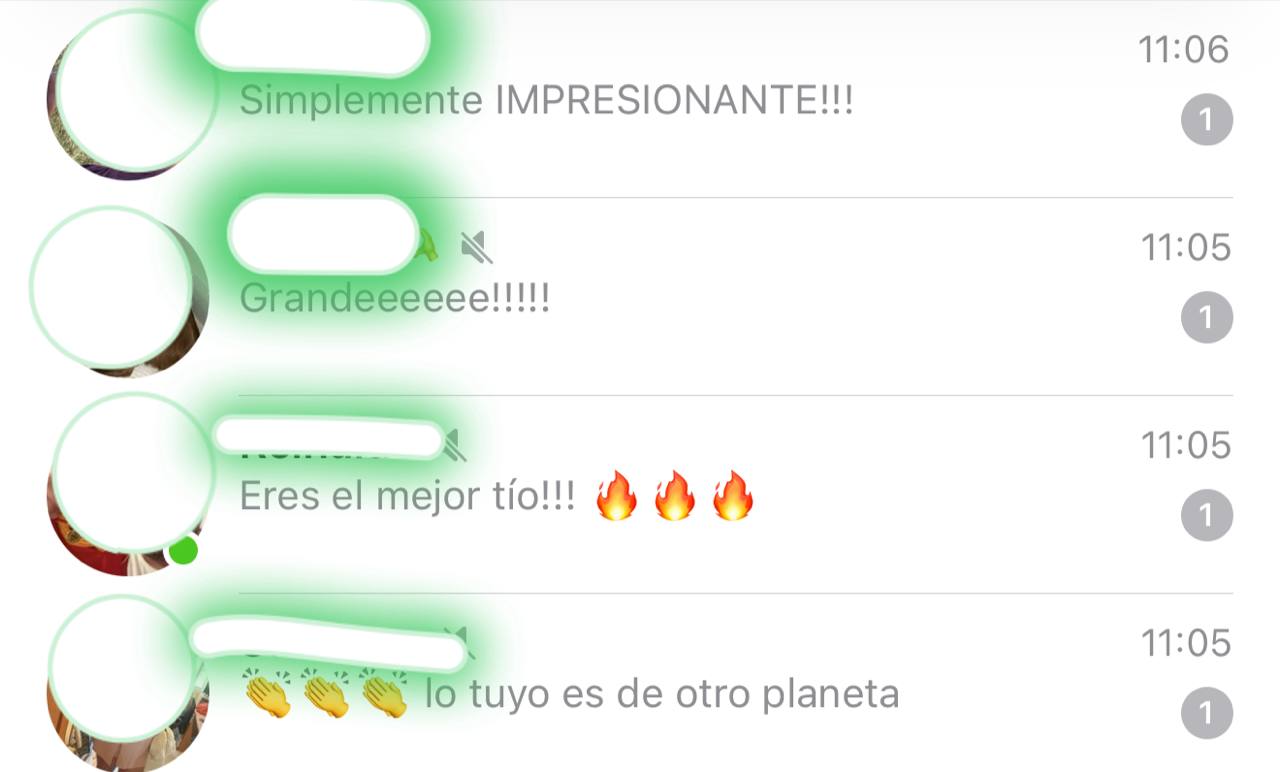 11:06
Simplemente IMPRESIONANTE!!!
1
11:05
Grandeeeeee!!!!!
1
11:05
Eres el mejor tío!!! 🔥🔥🔥
1
11:05
👏👏👏 lo tuyo es de otro planeta
1